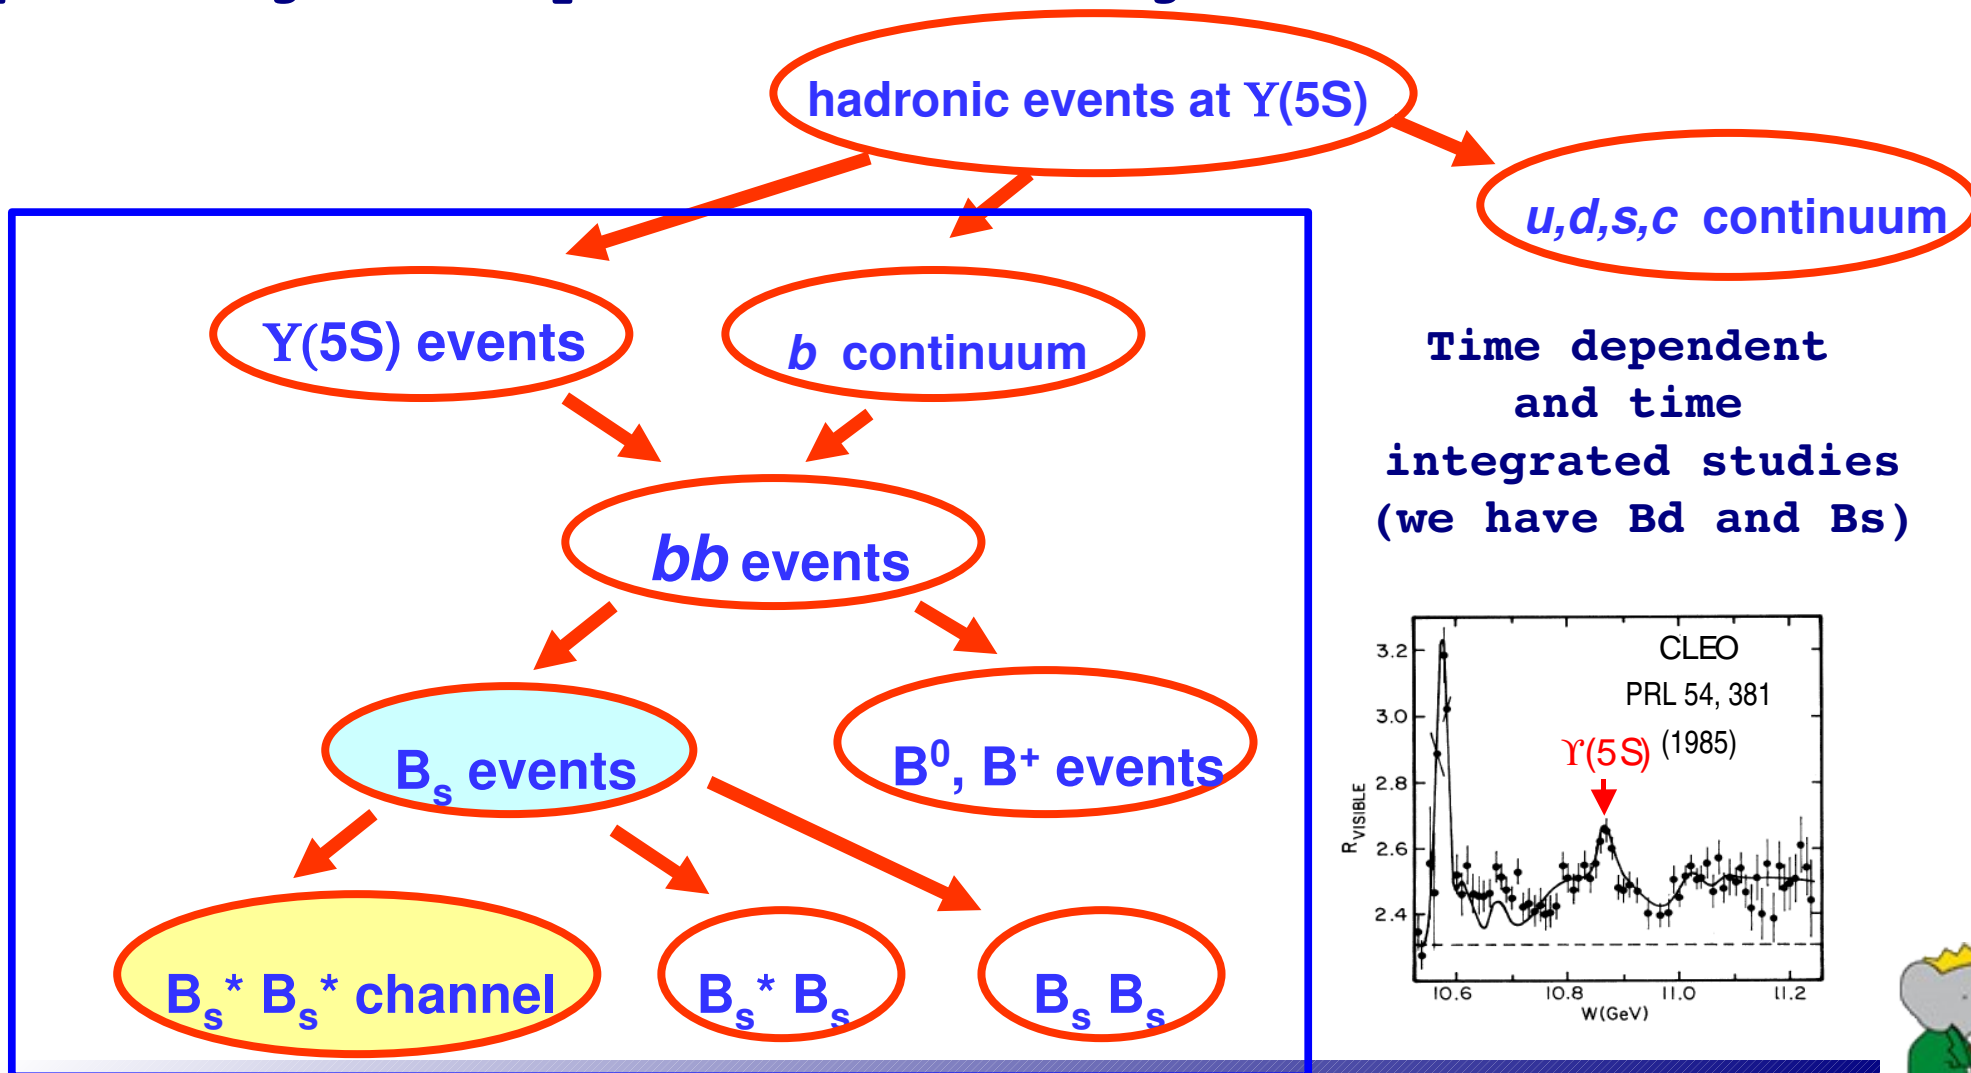 hadronic events at ϒ(5S)
u,d,s,c continuum
ϒ(5S) events
b continuum
Time dependent
and time
integrated studies
(we have Bd and Bs)
bb events
Bs events
B0, B+ events
Bs* Bs* channel
Bs* Bs
Bs Bs
CLEO
PRL 54, 381
(1985)
ϒ(5S)
RVISIBLE
3.2
3.0
2.8
2.6
2.4
10.6 10.8 11.0 11.2
W(GeV)